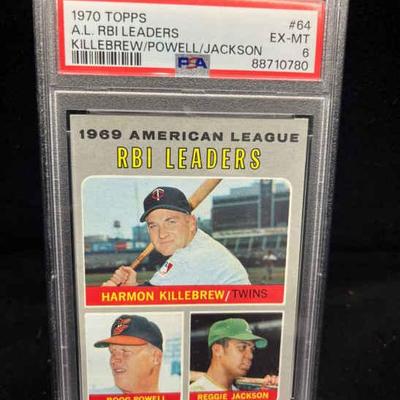 1970 TOPPS #64
A.L. RBI LEADERS EX-MT
KILLEBREW/POWELL/JACKSON 6
PSA 88710780
1969 AMERICAN LEAGUE
RBI LEADERS
HARMON KILLEBREW/TWINS
BOOG POWELL REGGIE JACKSON